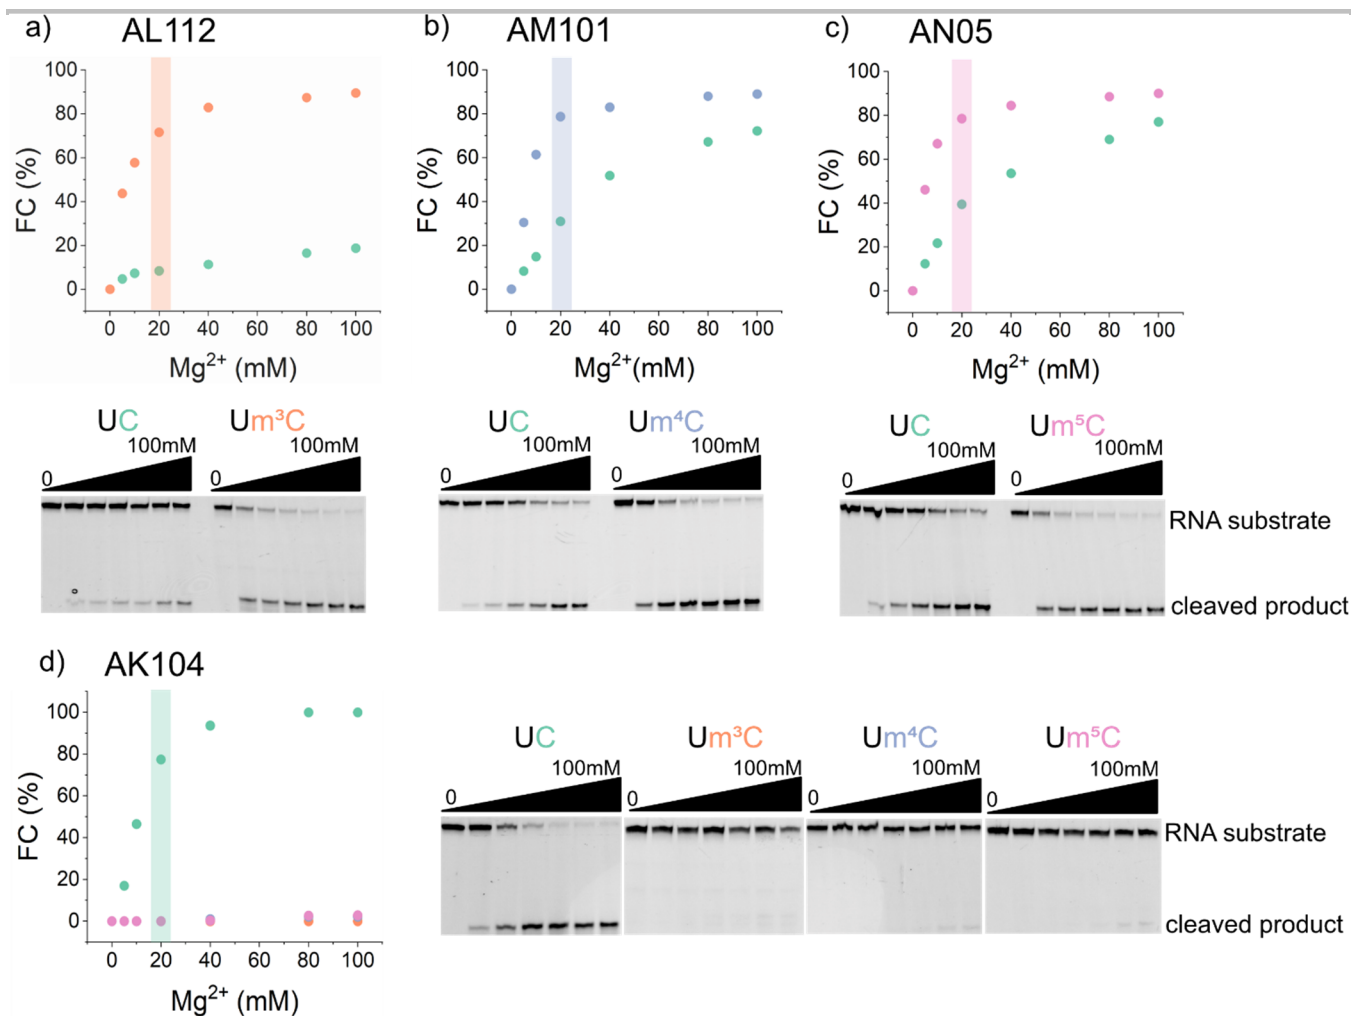 a) AL112
100
80
60
40
20
0
FC (%)
0 20 40 60 80 100
Mg²⁺ (mM)
b) AM101
100
80
60
40
20
0
FC (%)
0 20 40 60 80 100
Mg²⁺(mM)
c) AN05
100
80
60
40
20
0
FC (%)
0 20 40 60 80 100
Mg²⁺ (mM)
UC Um³C
100mM 100mM
0 0
UC Um⁴C
100mM 100mM
0 0
UC Um⁵C
100mM 100mM
0 0
RNA substrate
cleaved product
d) AK104
100
80
60
40
20
0
FC (%)
0 20 40 60 80 100
Mg²⁺ (mM)
UC Um³C Um⁴C Um⁵C
100mM 100mM 100mM 100mM
0 0 0 0
RNA substrate
cleaved product